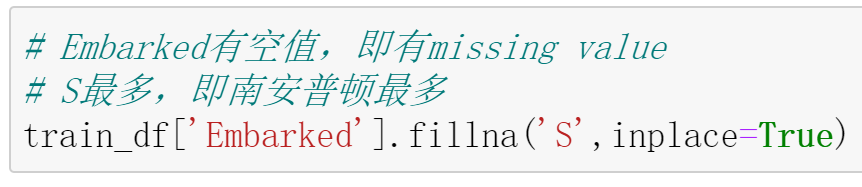 # Embarked有空值，即有missing value
# S最多，即南安普顿最多
train_df['Embarked'].fillna('S',inplace=True)